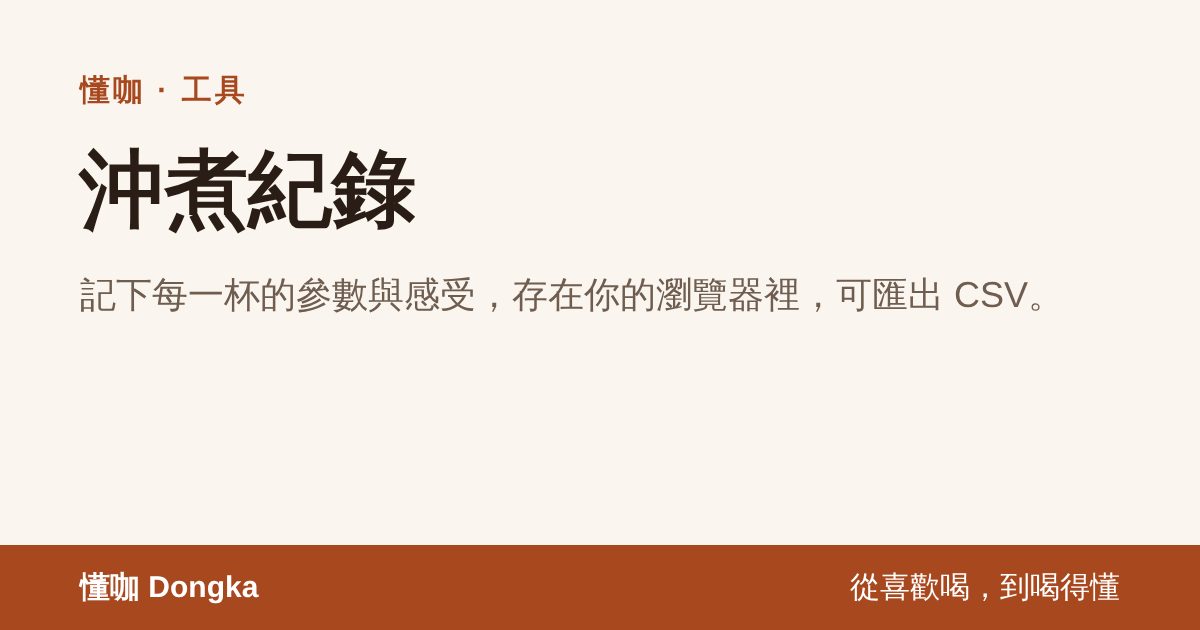 懂咖 · 工具
沖煮紀錄
記下每一杯的參數與感受，存在你的瀏覽器裡，可匯出 CSV。
懂咖 Dongka
從喜歡喝，到喝得懂